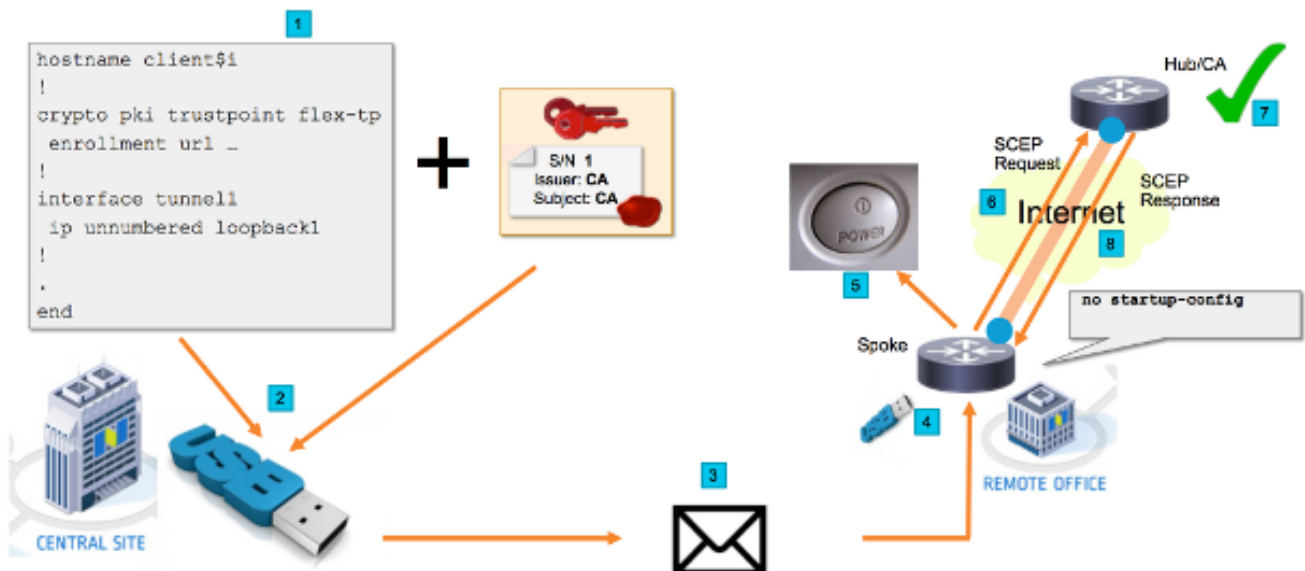 1
hostname client$i
!
crypto pki trustpoint flex-tp
enrollment url …
!
interface tunnel1
ip unnumbered loopback1
!
.
end
S/N 1
Issuer: CA
Subject: CA
Hub/CA
7
SCEP
Request
SCEP
Response
6
Internet
8
POWER
5
no startup-config
Spoke
4
REMOTE OFFICE
2
USB
CENTRAL SITE
3